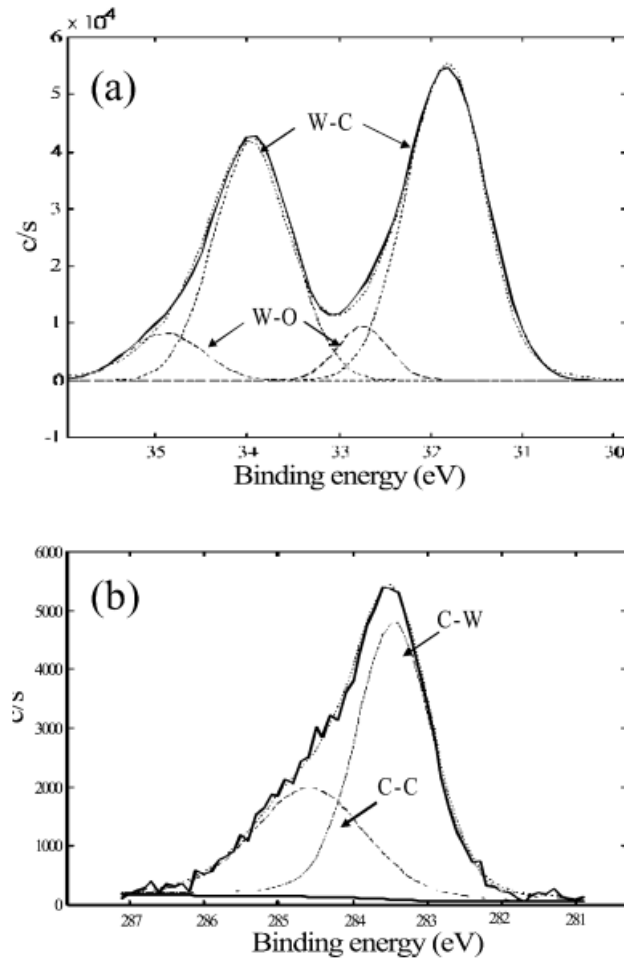 6 × 10⁴
(a)
5
W-C
4
c/s
3
2
W-O
1
0
-1
35 34 33 32 31 30
Binding energy (eV)
6000
(b)
5000
C-W
4000
c/s
3000
2000
C-C
1000
0
287 286 285 284 283 282 281
Binding energy (eV)